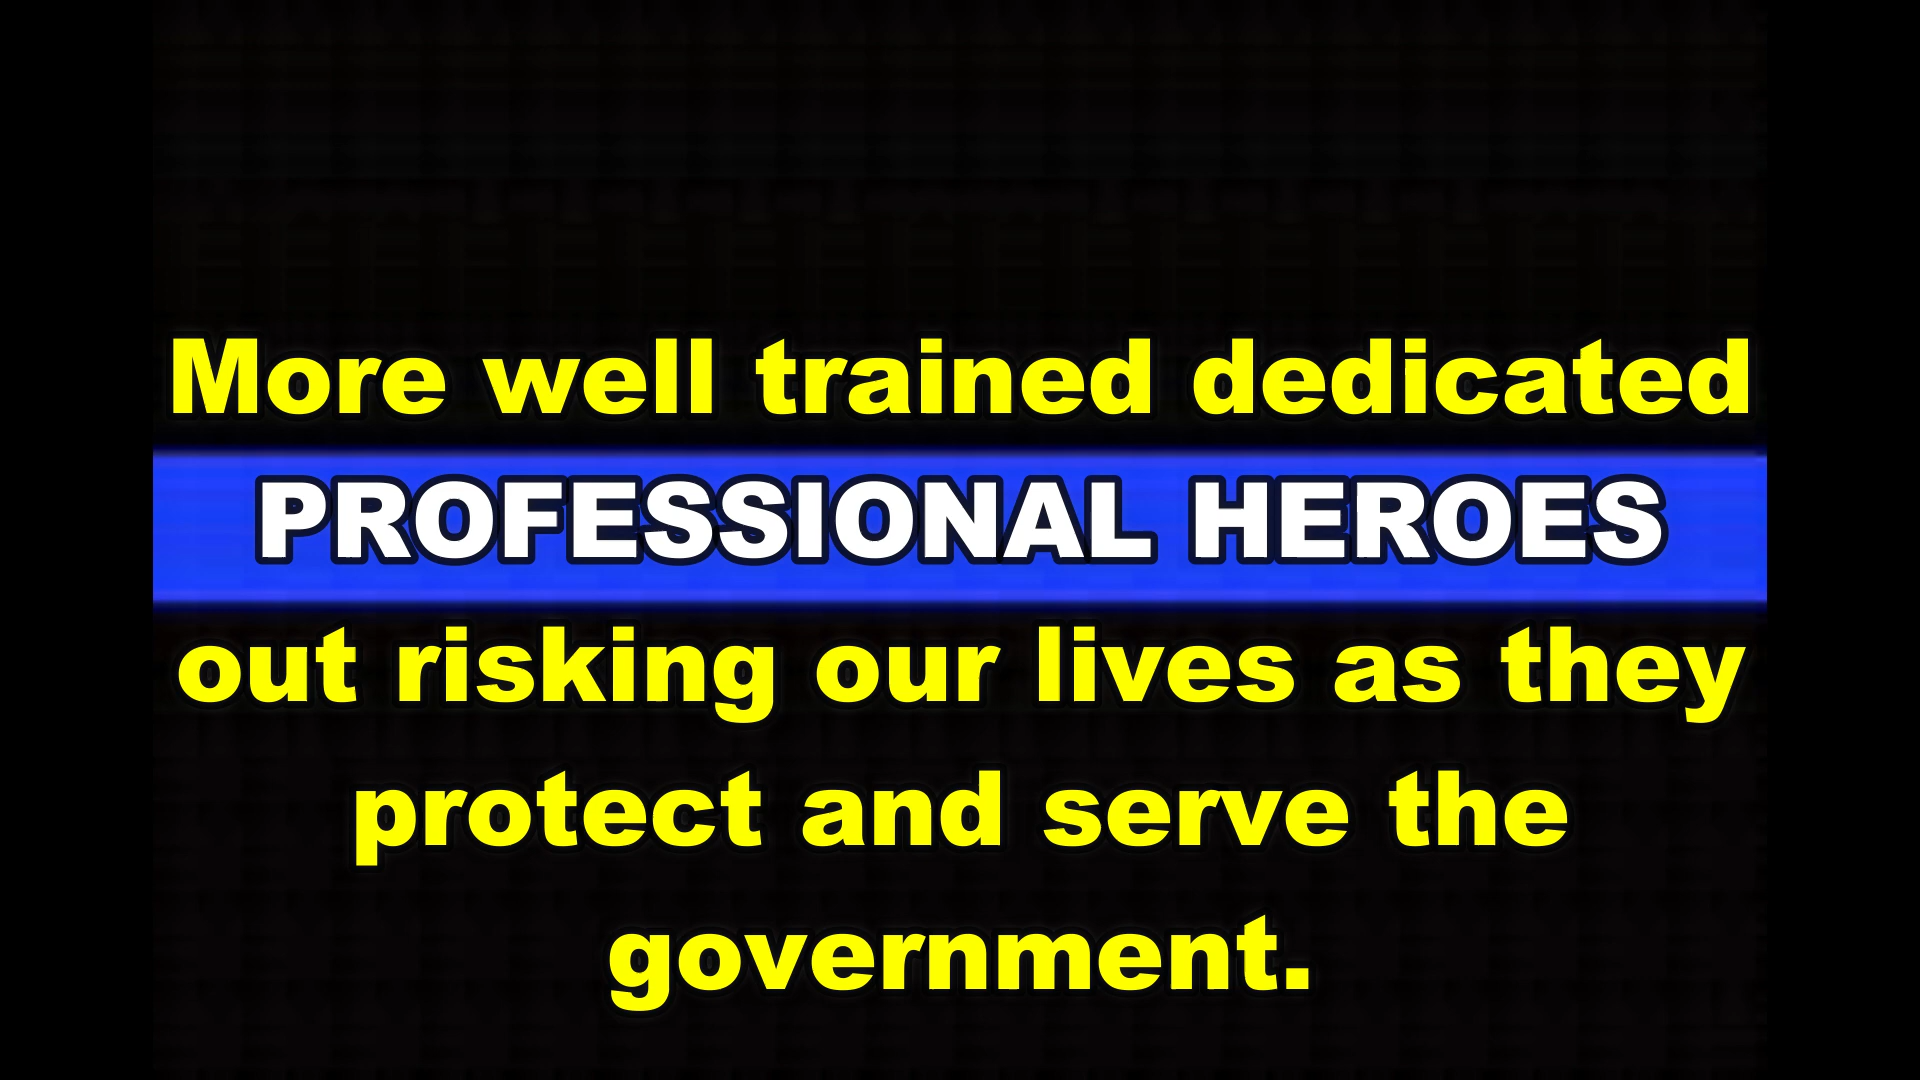 More well trained dedicated
PROFESSIONAL HEROES
out risking our lives as they
protect and serve the
government.